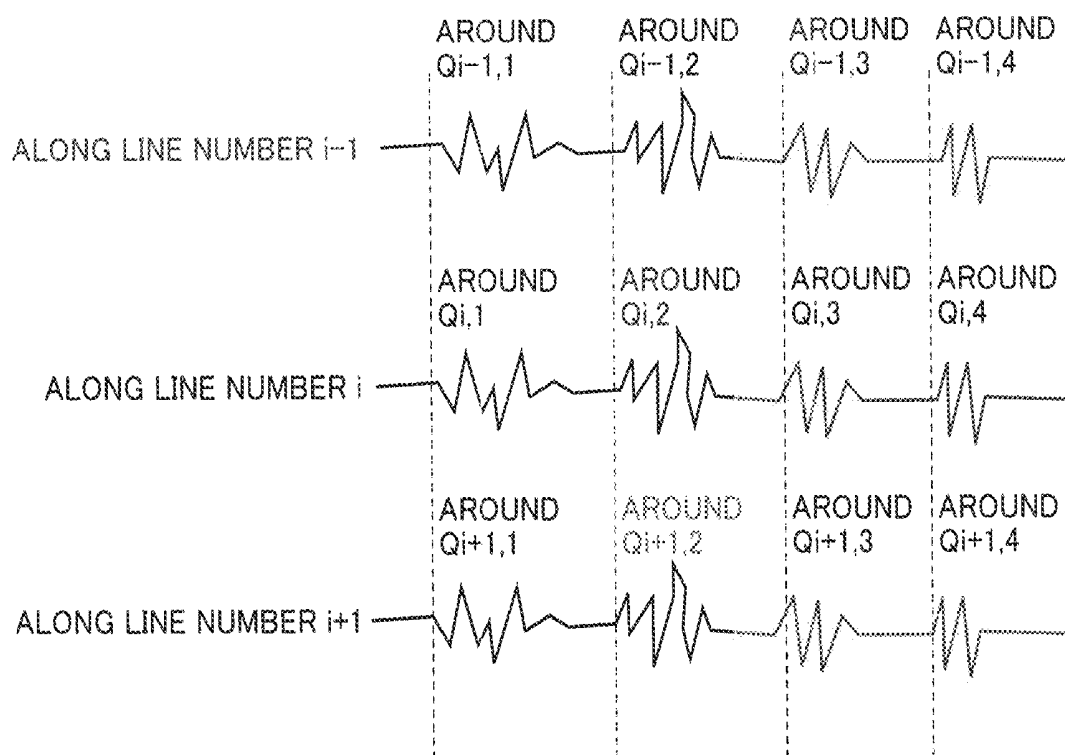 AROUND AROUND AROUND AROUND
Qi-1,1 Qi-1,2 Qi-1,3 Qi-1,4
ALONG LINE NUMBER i-1
AROUND AROUND AROUND AROUND
Qi,1 Qi,2 Qi,3 Qi,4
ALONG LINE NUMBER i
AROUND AROUND AROUND AROUND
Qi+1,1 Qi+1,2 Qi+1,3 Qi+1,4
ALONG LINE NUMBER i+1